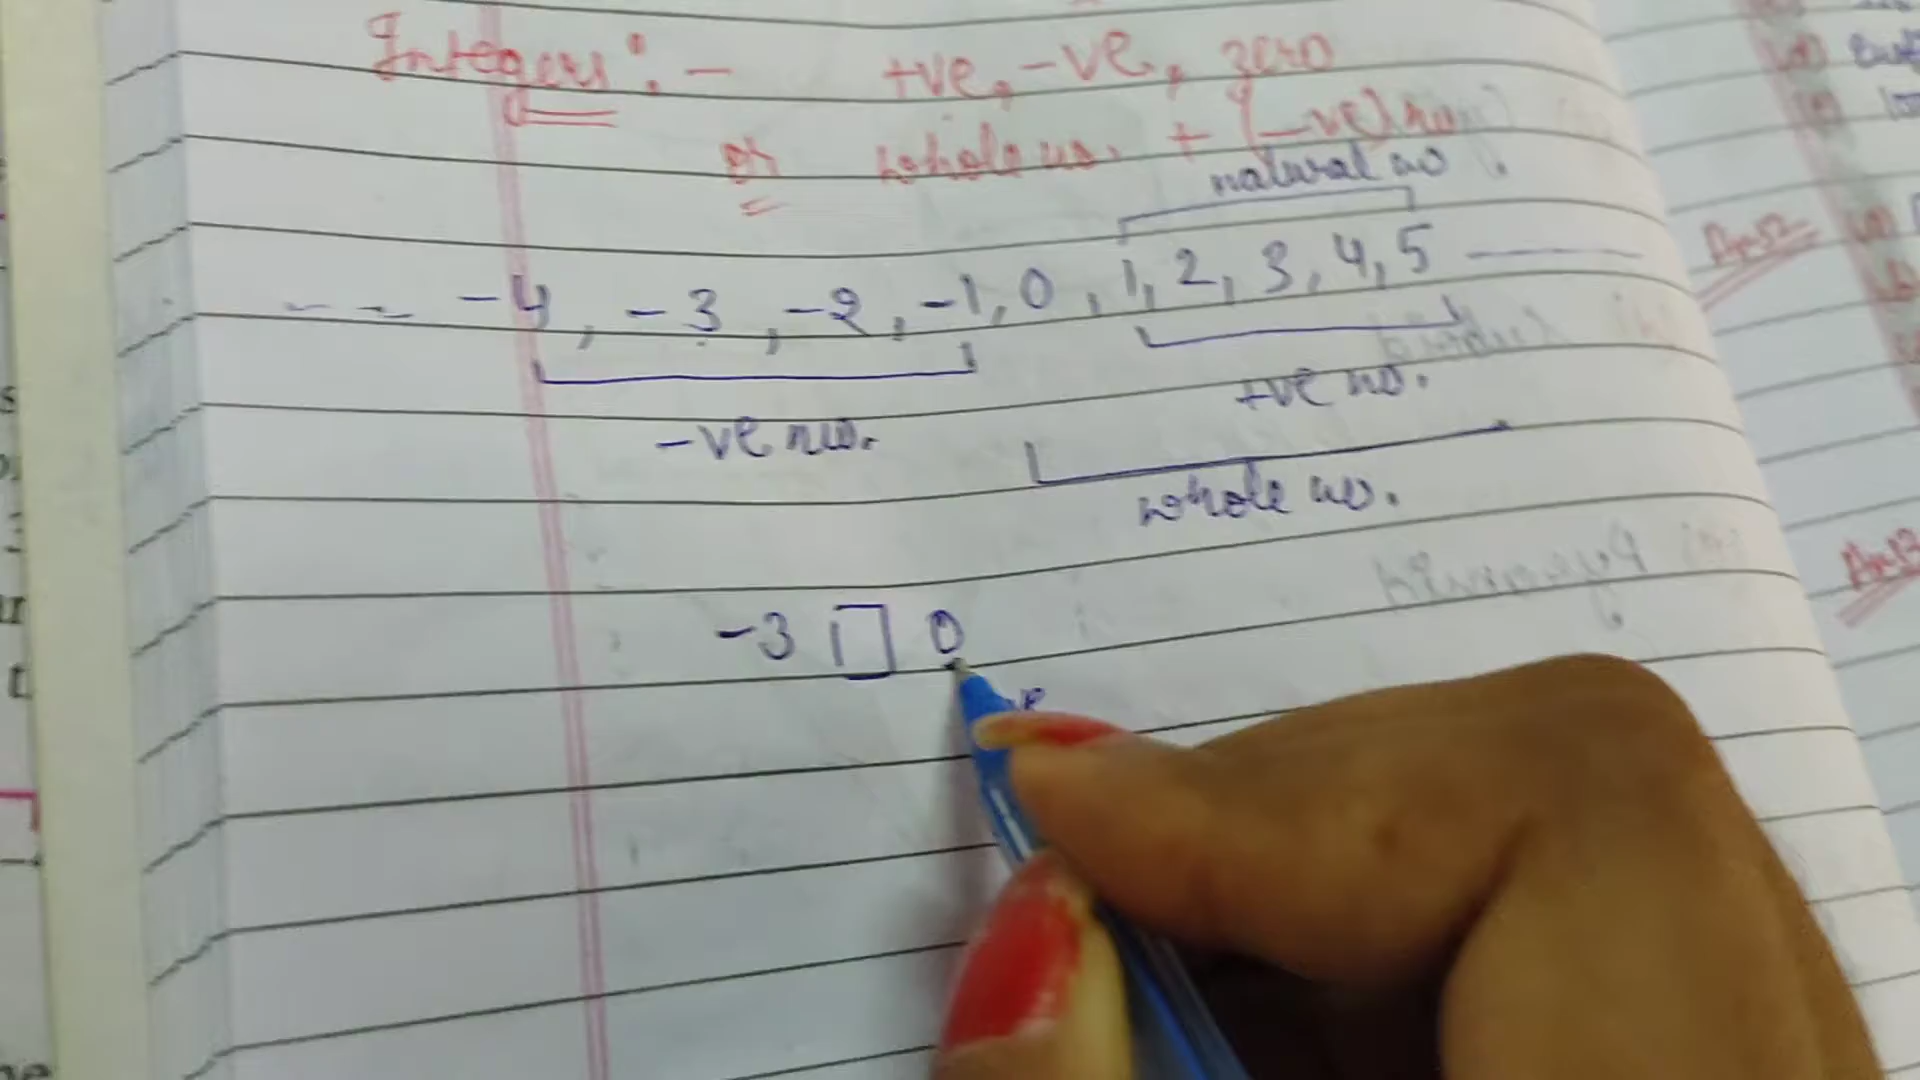 Integers :- +ve, -ve, zero
or whole no. + (-ve) no
natural no.
-- -4, -3, -2, -1, 0, 1, 2, 3, 4, 5 ——
+ve no.
-ve no.
whole no.
-3 □ 0